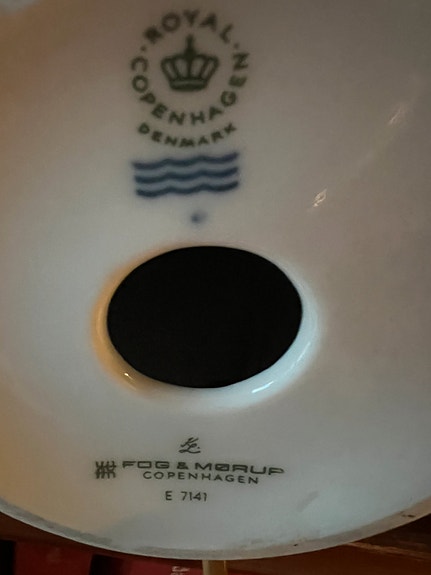 ROYAL COPENHAGEN
DENMARK
FOG & MØRUP
COPENHAGEN
E 7141